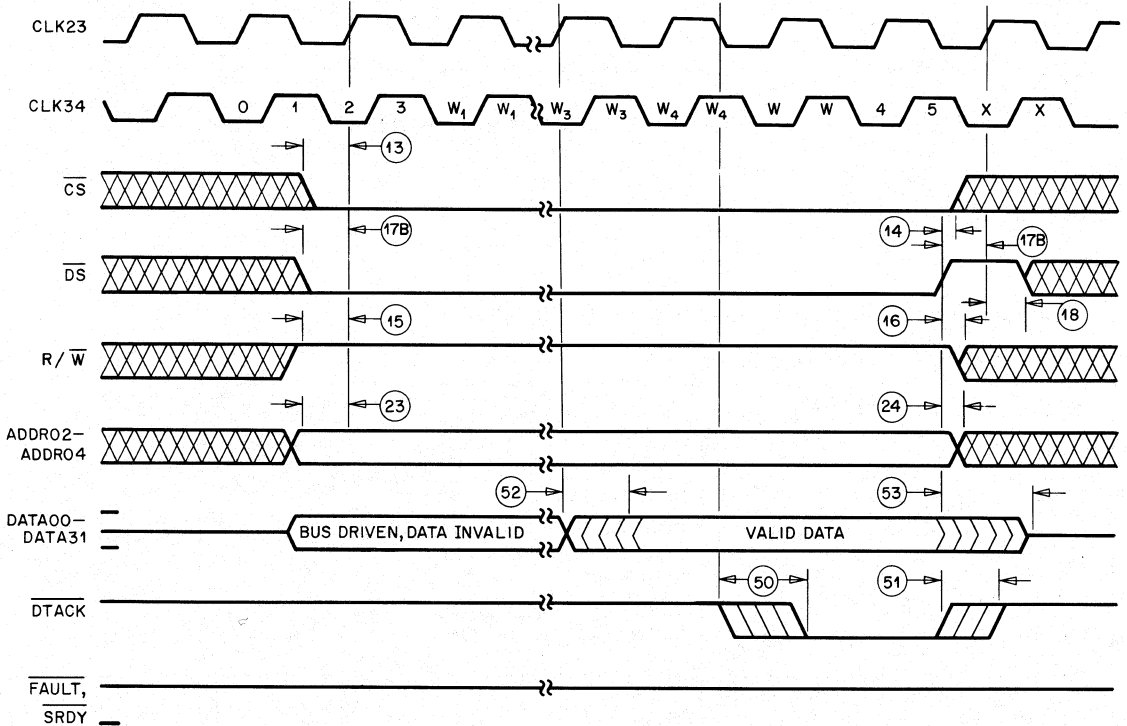 CLK23
CLK34 0 1 2 3 W₁ W₁ W₃ W₃ W₄ W₄ W W 4 5 X X
13
CS
17B 14 17B
DS
15 16 18
R/W
23 24
ADDR02–
ADDR04
52 53
DATA00–
DATA31
BUS DRIVEN, DATA INVALID VALID DATA
50 51
DTACK
FAULT,
SRDY